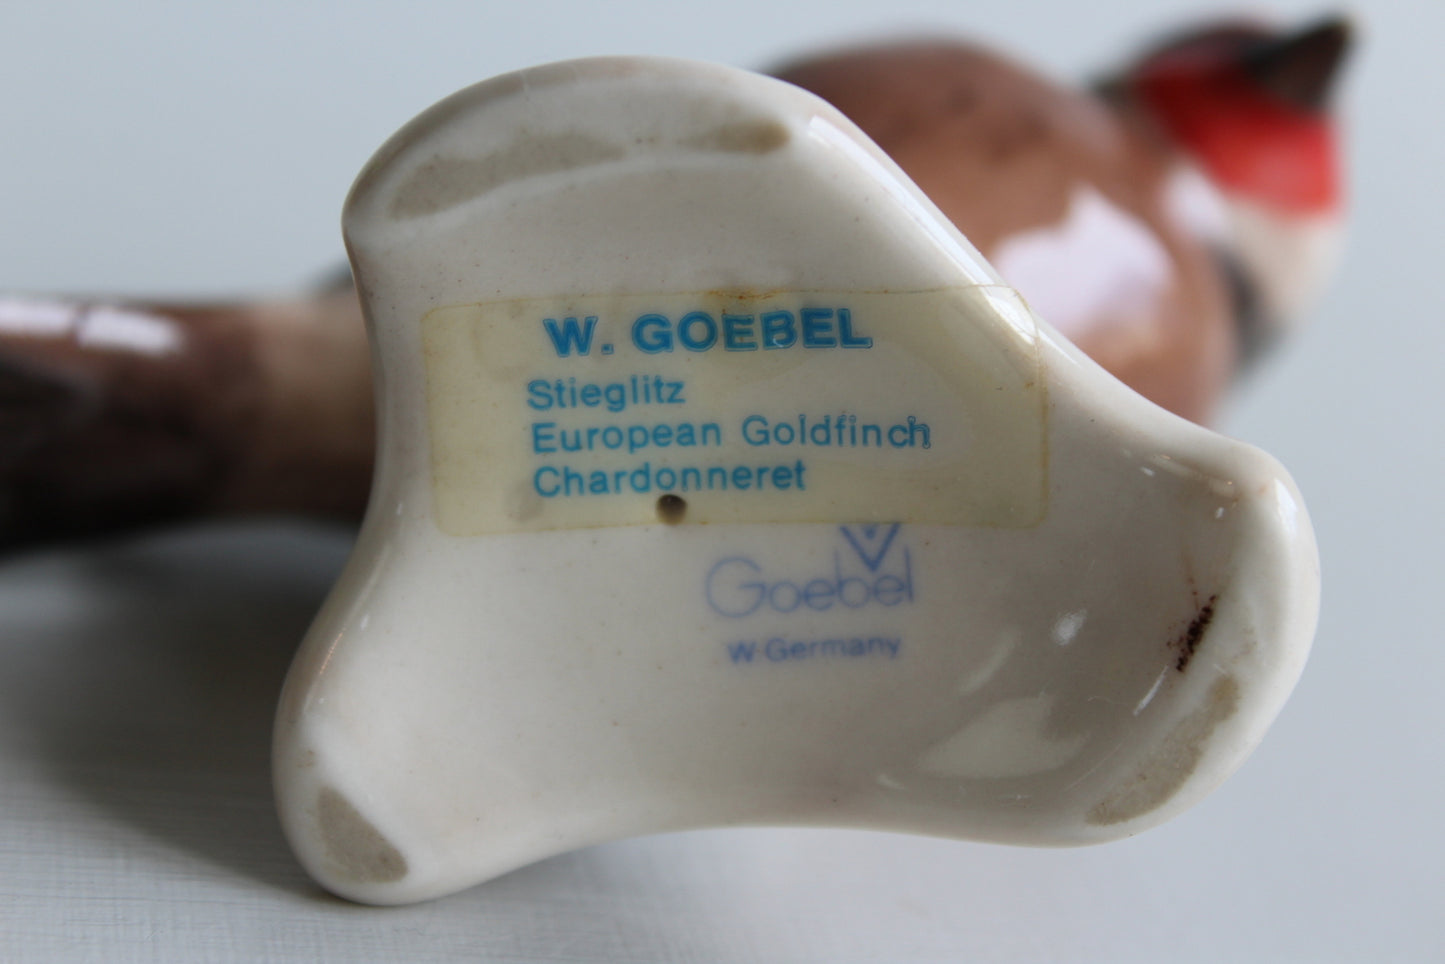 W. GOEBEL
Stieglitz
European Goldfinch
Chardonneret
Goebel
W.Germany